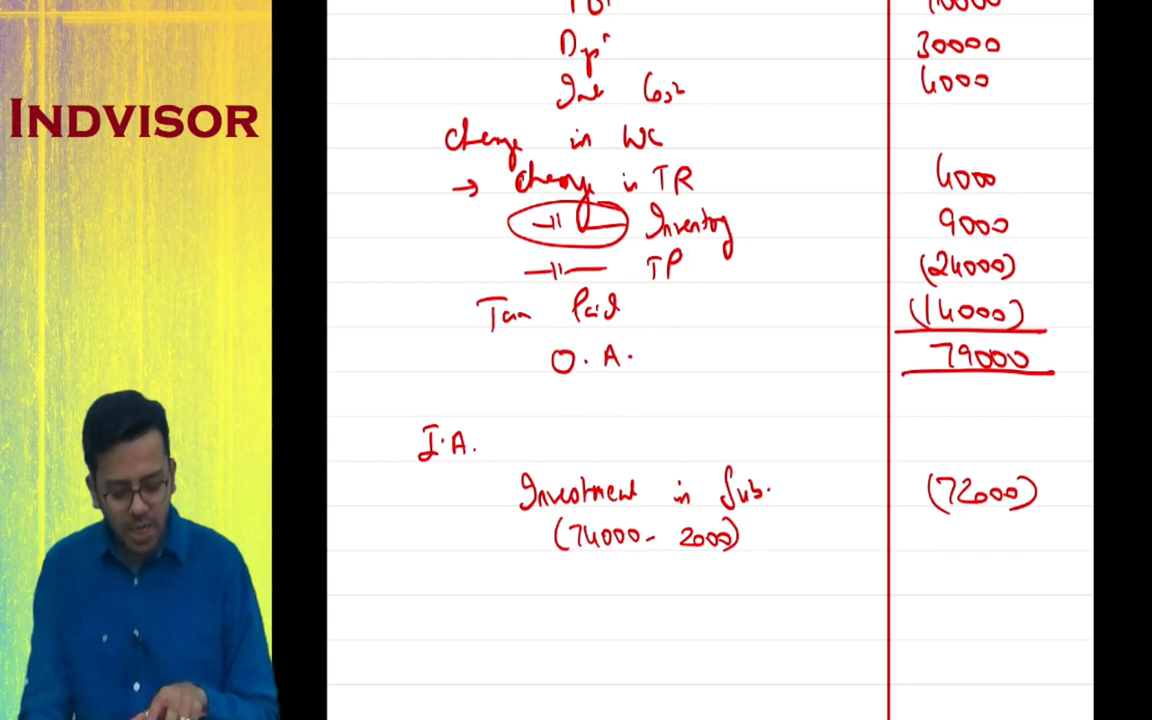 INDVISOR
Dep'n 30000
Int Cost 4000
Change in WC
→ Change in TR 4000
—||— Inventory 9000
—||— TP (24000)
Tax Paid (14000)
O.A. 79000
I.A.
Investment in Sub. (72000)
(74000 - 2000)